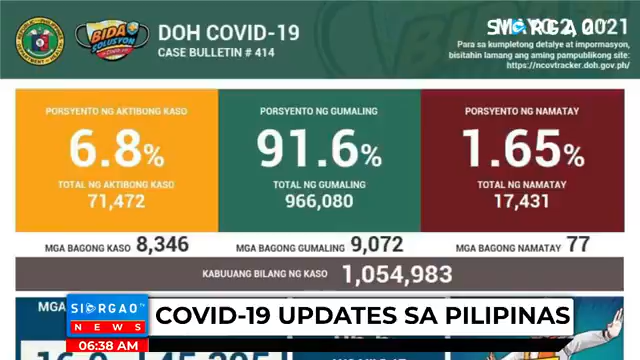 DOH COVID-19
CASE BULLETIN # 414
2, 2021
Para sa kumpletong detalye at impormasyon,
bisitahin lamang ang aming pampublikong site:
https://ncovtracker.doh.gov.ph/
BIDA
SOLUSYON
PORSYENTO NG AKTIBONG KASO
6.8%
TOTAL NG AKTIBONG KASO
71,472
PORSYENTO NG GUMALING
91.6%
TOTAL NG GUMALING
966,080
PORSYENTO NG NAMATAY
1.65%
TOTAL NG NAMATAY
17,431
MGA BAGONG KASO 8,346
MGA BAGONG GUMALING 9,072
MGA BAGONG NAMATAY 77
KABUUANG BILANG NG KASO 1,054,983
SIARGAO TV
NEWS
06:38 AM
COVID-19 UPDATES SA PILIPINAS